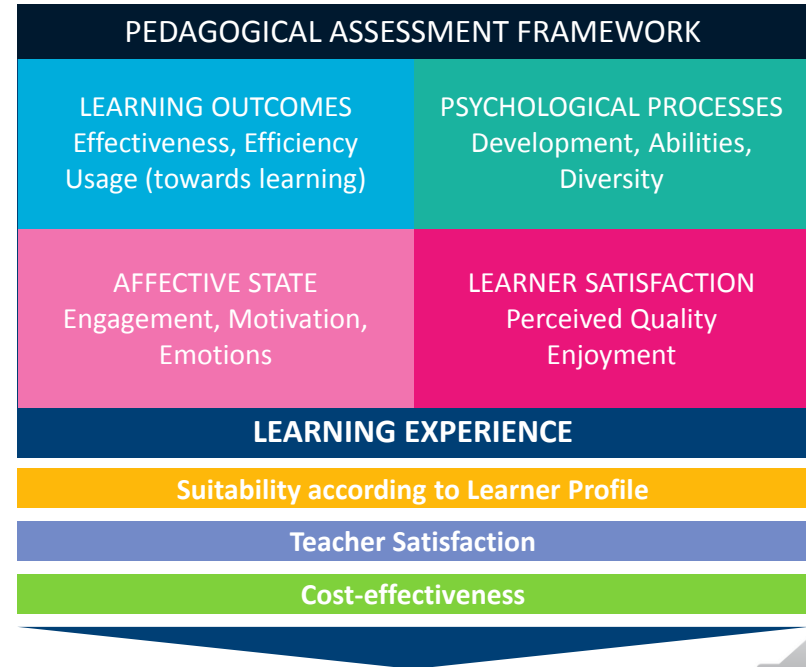 PEDAGOGICAL ASSESSMENT FRAMEWORK
LEARNING OUTCOMES
Effectiveness, Efficiency
Usage (towards learning)
PSYCHOLOGICAL PROCESSES
Development, Abilities,
Diversity
AFFECTIVE STATE
Engagement, Motivation,
Emotions
LEARNER SATISFACTION
Perceived Quality
Enjoyment
LEARNING EXPERIENCE
Suitability according to Learner Profile
Teacher Satisfaction
Cost-effectiveness